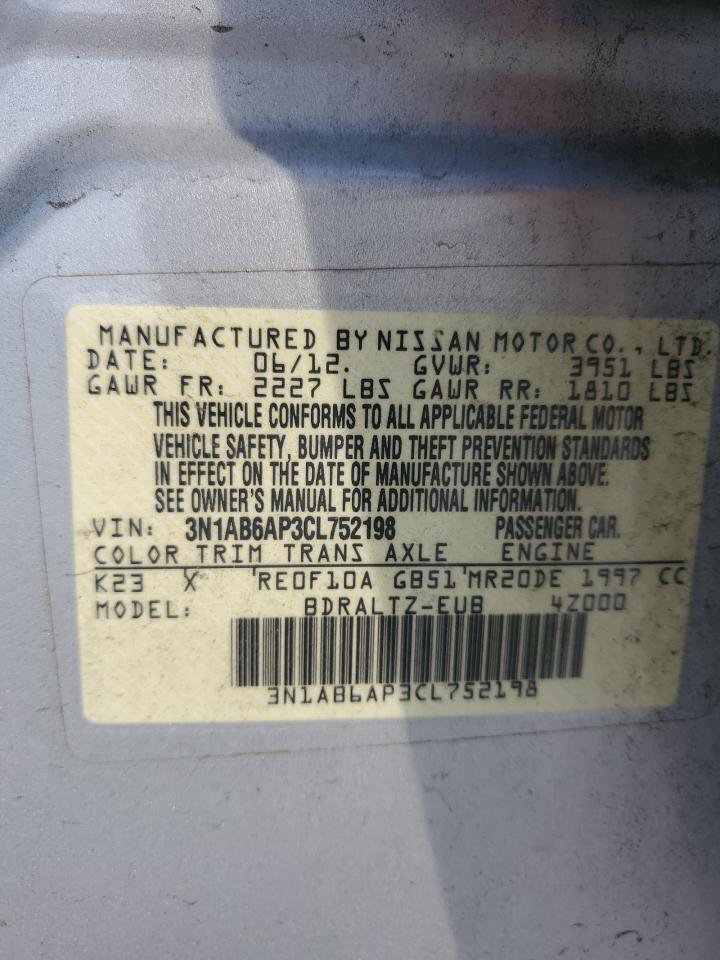 MANUFACTURED BY NISSAN MOTOR CO., LTD.
DATE: 06/12. GVWR: 3951 LBS
GAWR FR: 2227 LBS GAWR RR: 1810 LBS
THIS VEHICLE CONFORMS TO ALL APPLICABLE FEDERAL MOTOR
VEHICLE SAFETY, BUMPER AND THEFT PREVENTION STANDARDS
IN EFFECT ON THE DATE OF MANUFACTURE SHOWN ABOVE.
SEE OWNER'S MANUAL FOR ADDITIONAL INFORMATION.
VIN: 3N1AB6AP3CL752198 PASSENGER CAR.
COLOR TRIM TRANS AXLE ENGINE
K23 X RE0F10A GB51 MR20DE 1997 CC
MODEL: BDRALTZ-EUB 4Z000
3N1AB6AP3CL752198